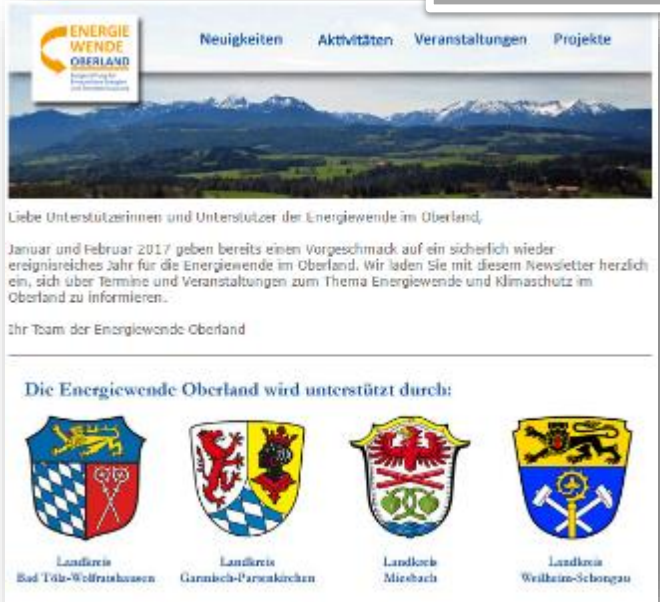 ENERGIE
WENDE
OBERLAND
Neuigkeiten Aktivitäten Veranstaltungen Projekte
Liebe Unterstützerinnen und Unterstützer der Energiewende im Oberland,
Januar und Februar 2017 geben bereits einen Vorgeschmack auf ein sicherlich wieder
ereignisreiches Jahr für die Energiewende im Oberland. Wir laden Sie mit diesem Newsletter herzlich
ein, sich über Termine und Veranstaltungen zum Thema Energiewende und Klimaschutz im
Oberland zu informieren.
Ihr Team der Energiewende Oberland
Die Energiewende Oberland wird unterstützt durch:
Landkreis
Bad Tölz-Wolfratshausen
Landkreis
Garmisch-Partenkirchen
Landkreis
Miesbach
Landkreis
Weilheim-Schongau